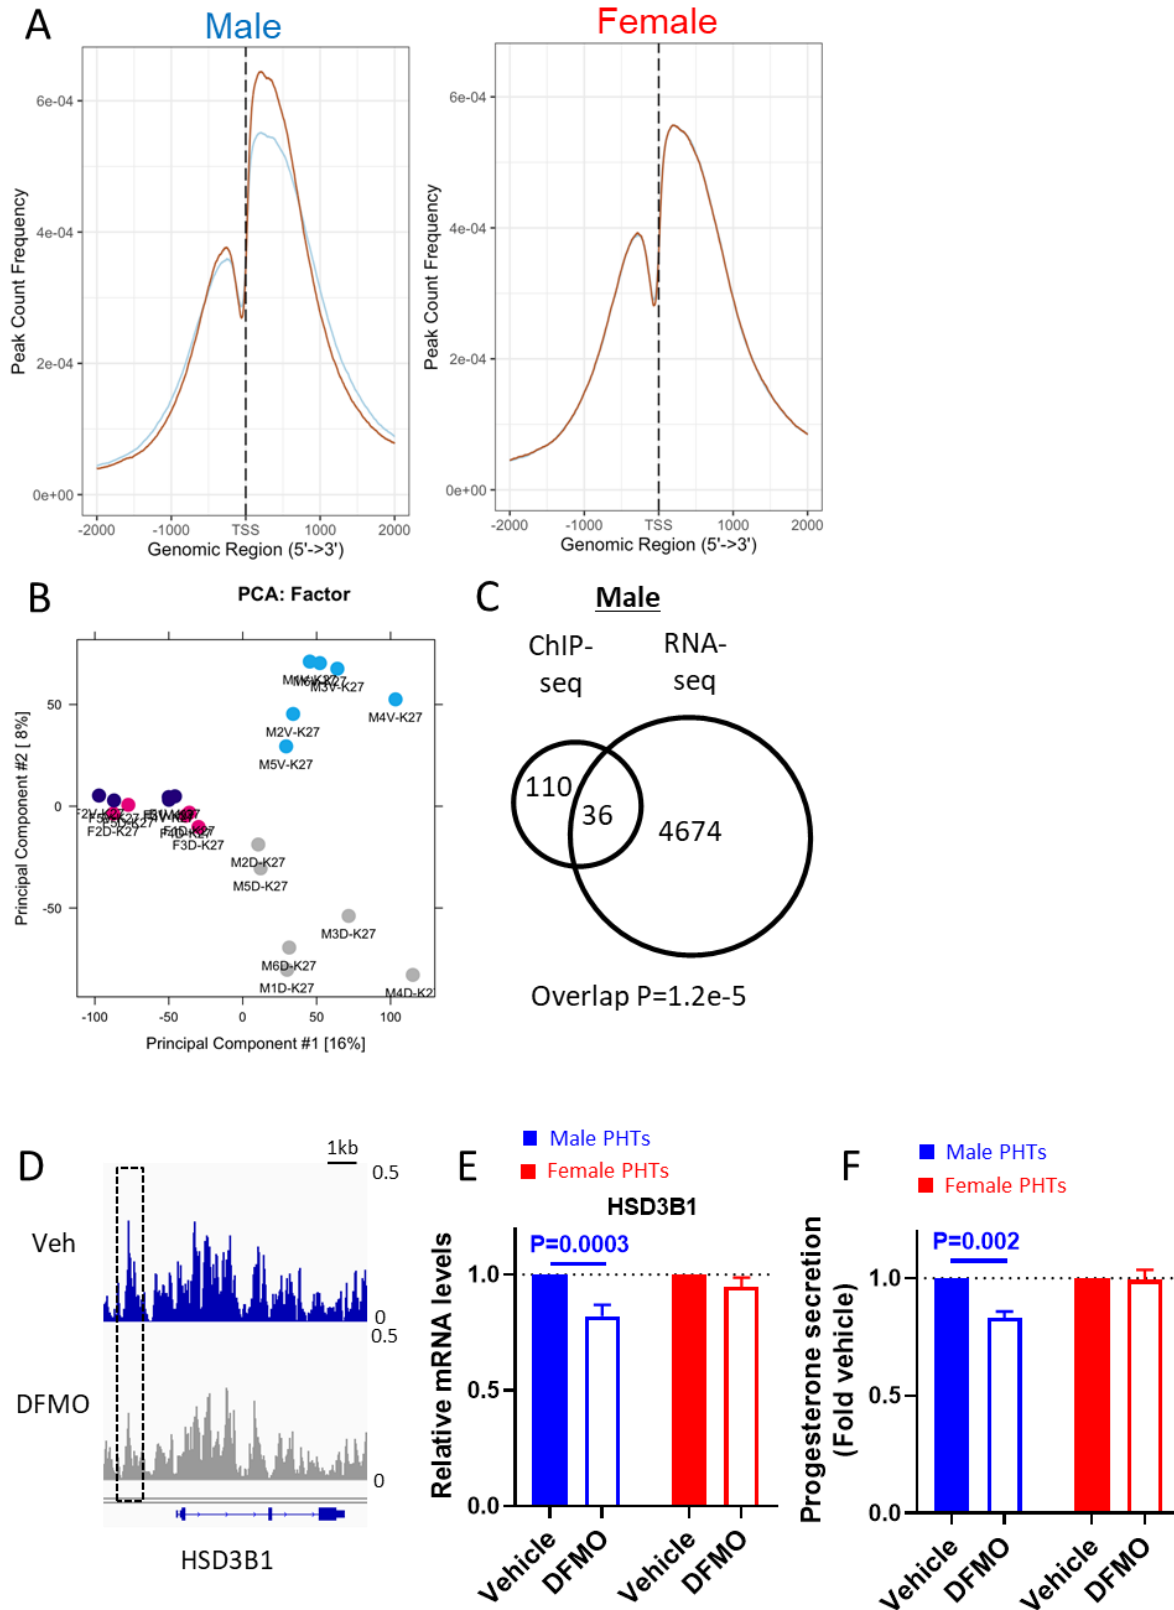 A
Male
Female
6e-04
4e-04
2e-04
0e+00
Peak Count Frequency
-2000
-1000
TSS
1000
2000
Genomic Region (5'->3')
6e-04
4e-04
2e-04
0e+00
Peak Count Frequency
-2000
-1000
TSS
1000
2000
Genomic Region (5'->3')
B
PCA: Factor
50
0
-50
Principal Component #2 [ 8%]
M3V-K27
M4V-K27
M2V-K27
M5V-K27
F2D-K27
F3D-K27
M2D-K27
M5D-K27
M3D-K27
M6D-K27
M1D-K27
M4D-K27
-100
-50
0
50
100
Principal Component #1 [16%]
C
Male
ChIP-
seq
RNA-
seq
110
36
4674
Overlap P=1.2e-5
D
1kb
0.5
Veh
0
0.5
DFMO
0
HSD3B1
E
Male PHTs
Female PHTs
HSD3B1
P=0.0003
1.0
0.5
0.0
Relative mRNA levels
Vehicle
DFMO
Vehicle
DFMO
F
Male PHTs
Female PHTs
P=0.002
1.0
0.5
0.0
Progesterone secretion
(Fold vehicle)
Vehicle
DFMO
Vehicle
DFMO